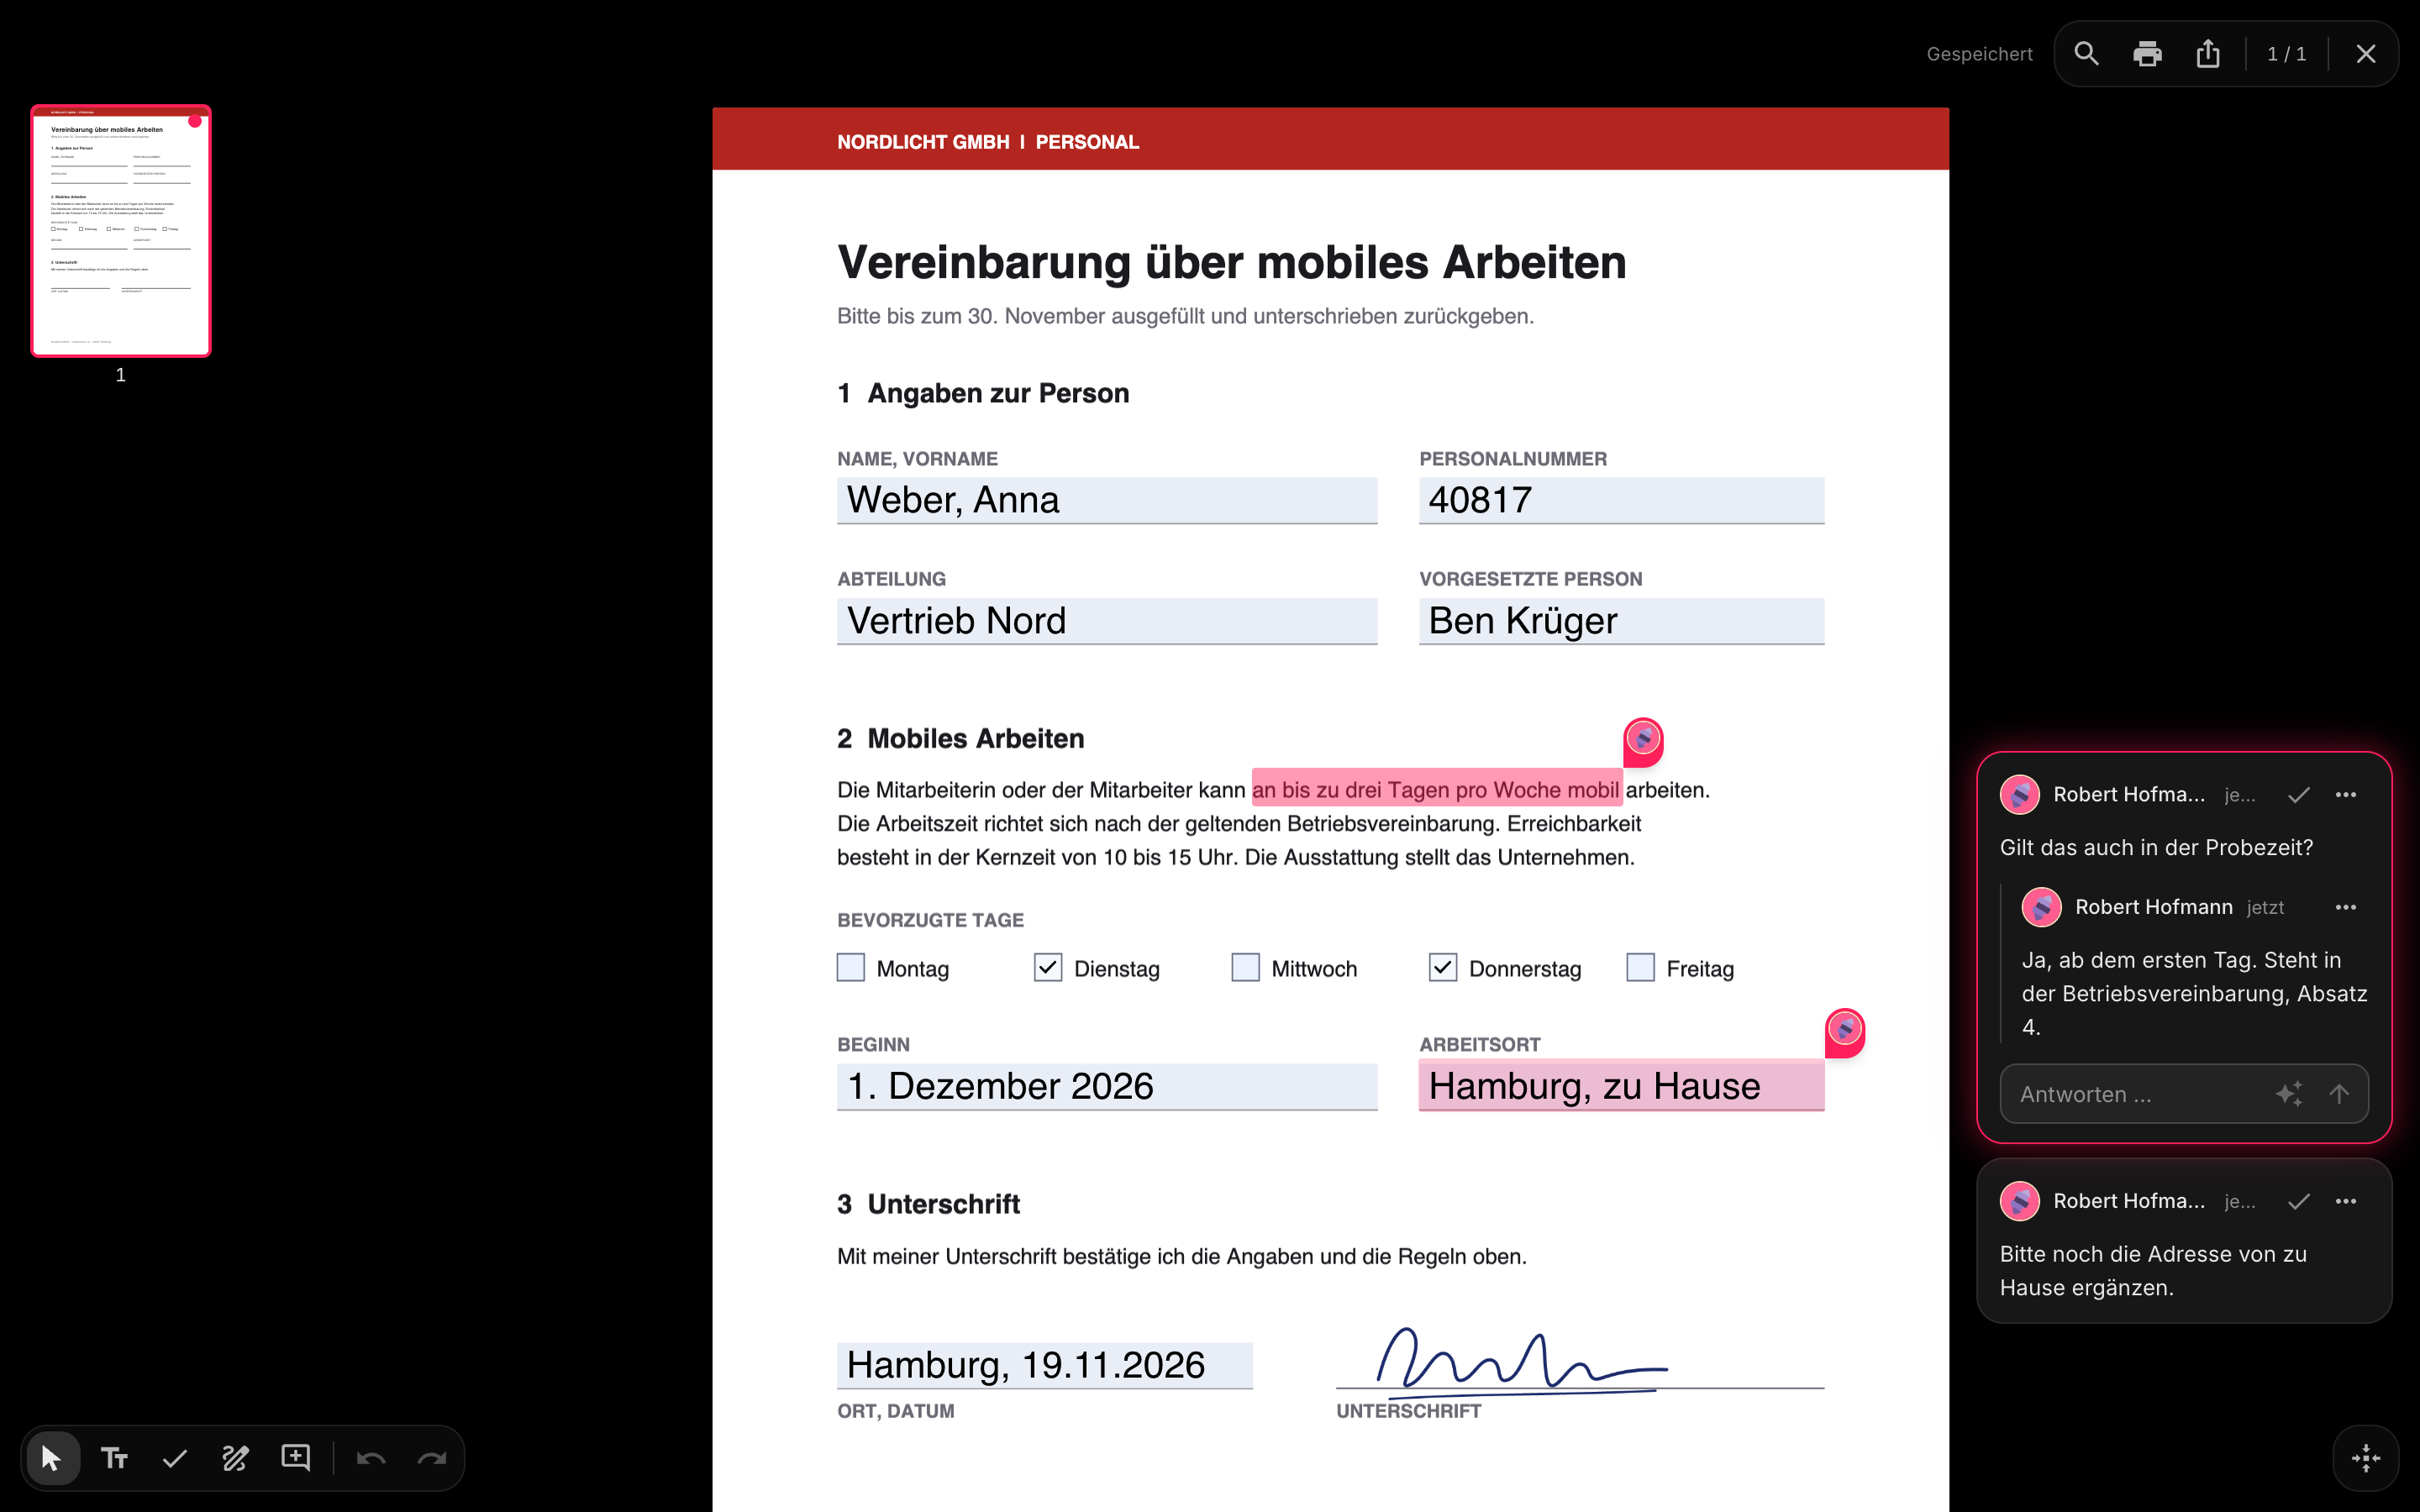 Gespeichert
1 / 1
1
NORDLICHT GMBH | PERSONAL
Vereinbarung über mobiles Arbeiten
Bitte bis zum 30. November ausgefüllt und unterschrieben zurückgeben.
1 Angaben zur Person
NAME, VORNAME
Weber, Anna
PERSONALNUMMER
40817
ABTEILUNG
Vertrieb Nord
VORGESETZTE PERSON
Ben Krüger
2 Mobiles Arbeiten
Die Mitarbeiterin oder der Mitarbeiter kann an bis zu drei Tagen pro Woche mobil arbeiten.
Die Arbeitszeit richtet sich nach der geltenden Betriebsvereinbarung. Erreichbarkeit
besteht in der Kernzeit von 10 bis 15 Uhr. Die Ausstattung stellt das Unternehmen.
BEVORZUGTE TAGE
Montag
Dienstag
Mittwoch
Donnerstag
Freitag
BEGINN
1. Dezember 2026
ARBEITSORT
Hamburg, zu Hause
3 Unterschrift
Mit meiner Unterschrift bestätige ich die Angaben und die Regeln oben.
Hamburg, 19.11.2026
ORT, DATUM
UNTERSCHRIFT
Robert Hofma... je...
Gilt das auch in der Probezeit?
Robert Hofmann jetzt
Ja, ab dem ersten Tag. Steht in
der Betriebsvereinbarung, Absatz
4.
Antworten ...
Robert Hofma... je...
Bitte noch die Adresse von zu
Hause ergänzen.